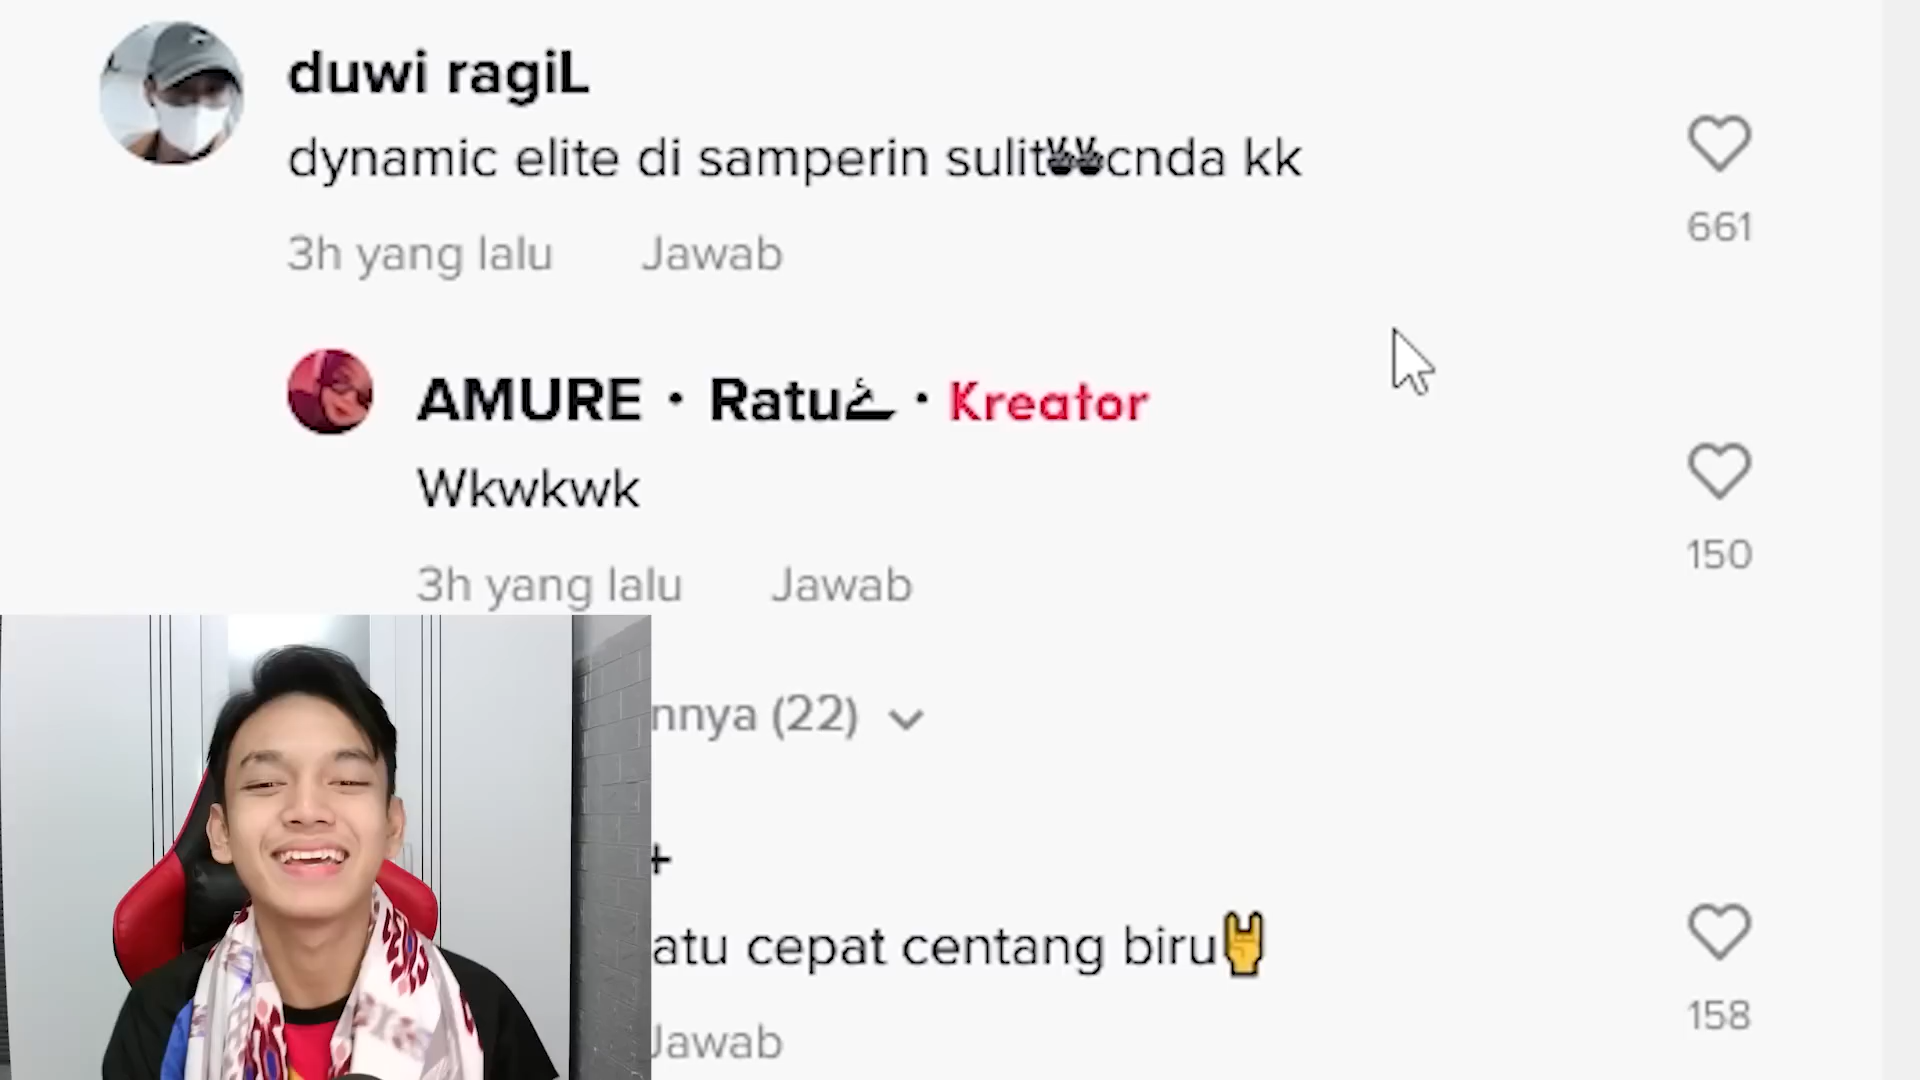 duwi ragiL
dynamic elite di samperin sulit✌✌cnda kk
661
3h yang lalu Jawab
AMURE • Ratu • Kreator
Wkwkwk
150
3h yang lalu Jawab
nnya (22)
+
atu cepat centang biru🤘
158
Jawab